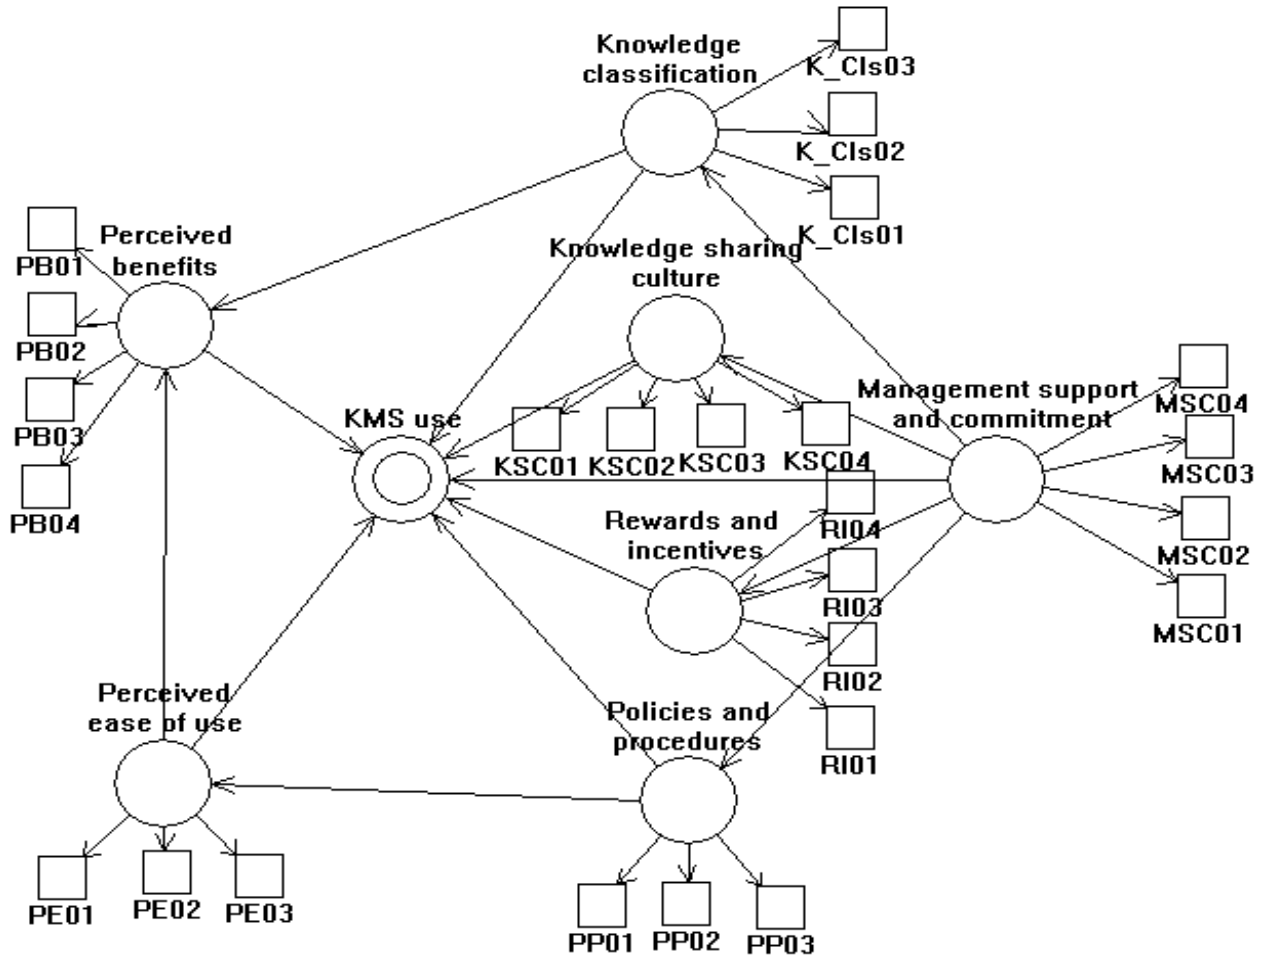 Knowledge
classification
K_Cls03
K_Cls02
K_Cls01
Perceived
benefits
PB01
PB02
PB03
PB04
Knowledge sharing
culture
KMS use
KSC01
KSC02
KSC03
KSC04
Management support
and commitment
MSC04
MSC03
MSC02
MSC01
Rewards and
incentives
RI04
RI03
RI02
RI01
Perceived
ease of use
PE01
PE02
PE03
Policies and
procedures
PP01
PP02
PP03